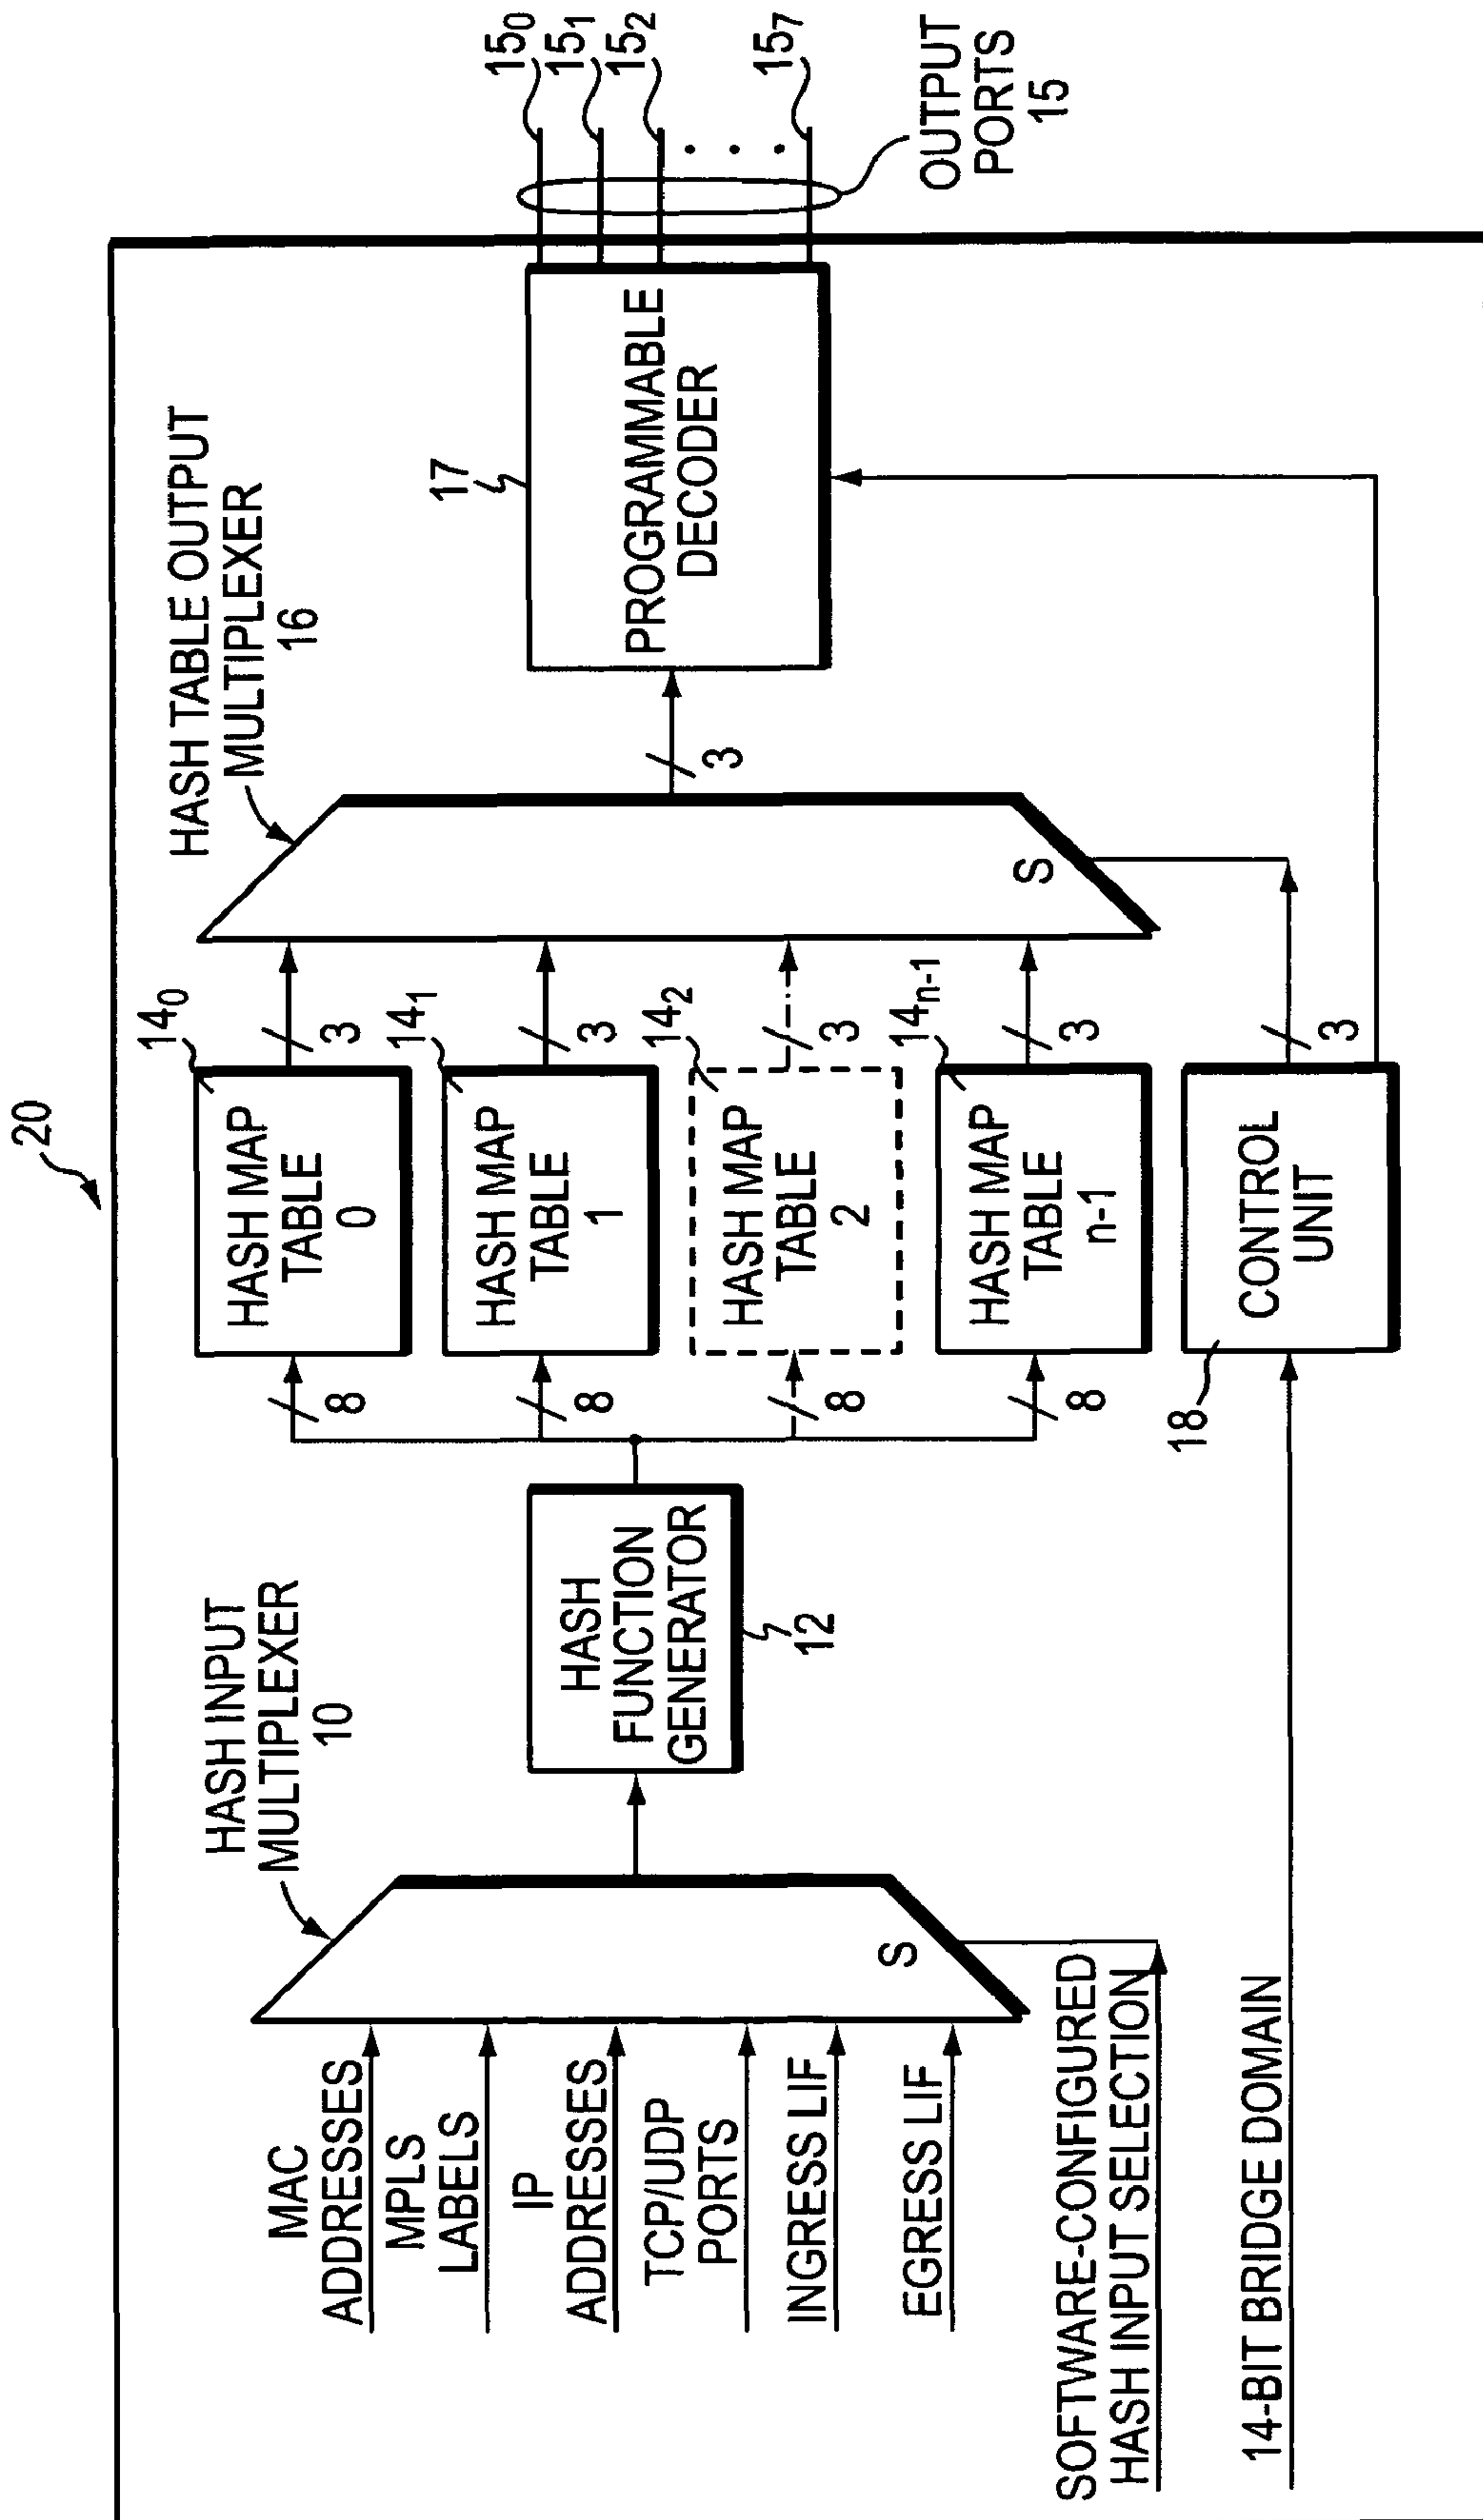 20
MAC
ADDRESSES
MPLS
LABELS
IP
ADDRESSES
TCP/UDP
PORTS
INGRESS LIF
EGRESS LIF
SOFTWARE-CONFIGURED
HASH INPUT SELECTION
14-BIT BRIDGE DOMAIN
HASH INPUT
MULTIPLEXER
10
S
HASH
FUNCTION
GENERATOR
12
8
8
8
8
14₀
HASH MAP
TABLE
0
3
14₁
HASH MAP
TABLE
1
3
14₂
HASH MAP
TABLE
2
3
14ₙ₋₁
HASH MAP
TABLE
n-1
3
18
CONTROL
UNIT
3
HASH TABLE OUTPUT
MULTIPLEXER
16
S
3
17
PROGRAMMABLE
DECODER
15₀
15₁
15₂
15₇
OUTPUT
PORTS
15